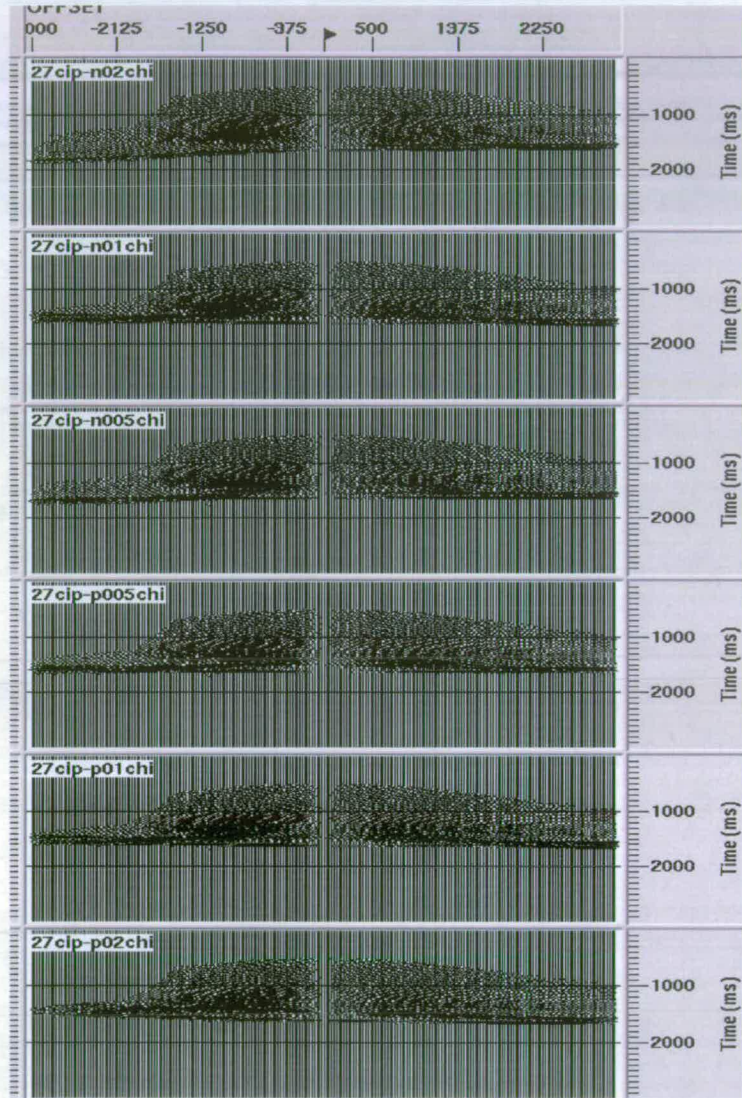 OFFSET
000 -2125 -1250 -375 500 1375 2250
27cip-n02chi
1000
2000
Time (ms)
27cip-n01chi
1000
2000
Time (ms)
27cip-n005chi
1000
2000
Time (ms)
27cip-p005chi
1000
2000
Time (ms)
27cip-p01chi
1000
2000
Time (ms)
27cip-p02chi
1000
2000
Time (ms)